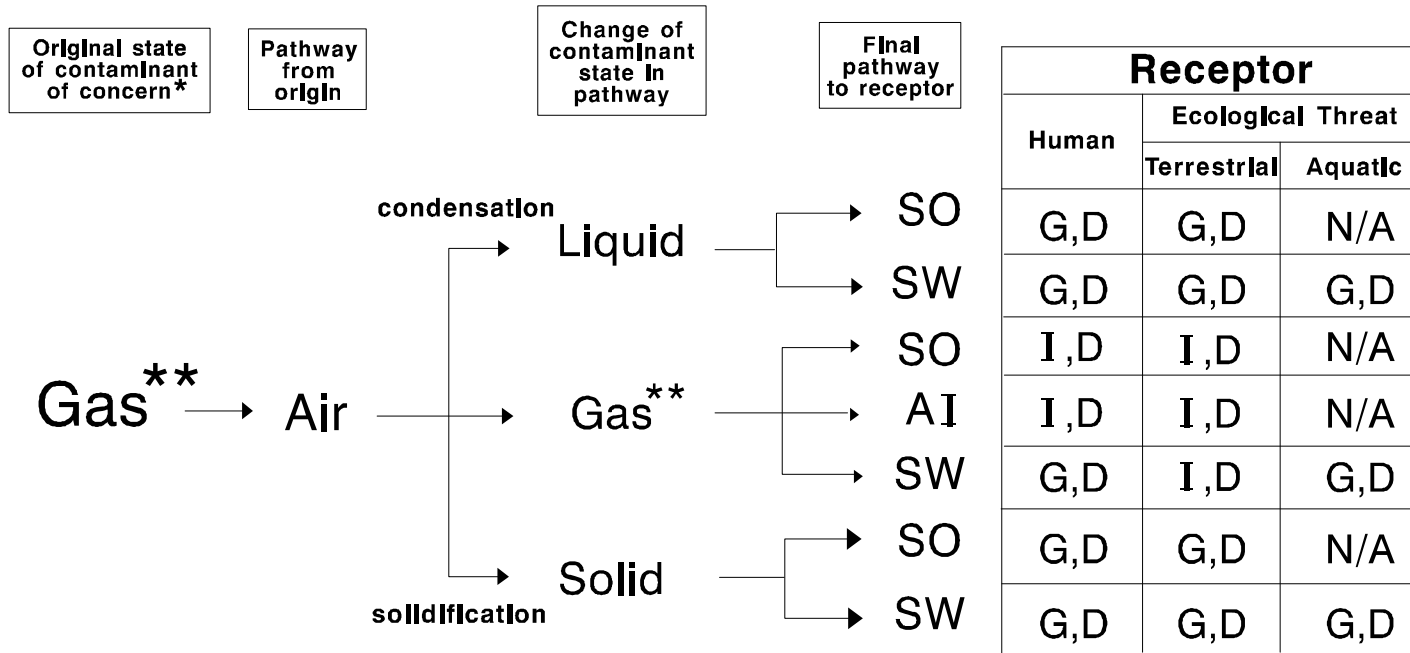 Original state
of contaminant
of concern*
Pathway
from
origin
Change of
contaminant
state in
pathway
Final
pathway
to receptor
Receptor
Human
Ecological Threat
Terrestrial
Aquatic
condensation
Liquid
SO
G,D
G,D
N/A
SW
G,D
G,D
G,D
Gas**
Air
Gas**
SO
I,D
I,D
N/A
AI
I,D
I,D
N/A
SW
G,D
I,D
G,D
solidification
Solid
SO
G,D
G,D
N/A
SW
G,D
G,D
G,D